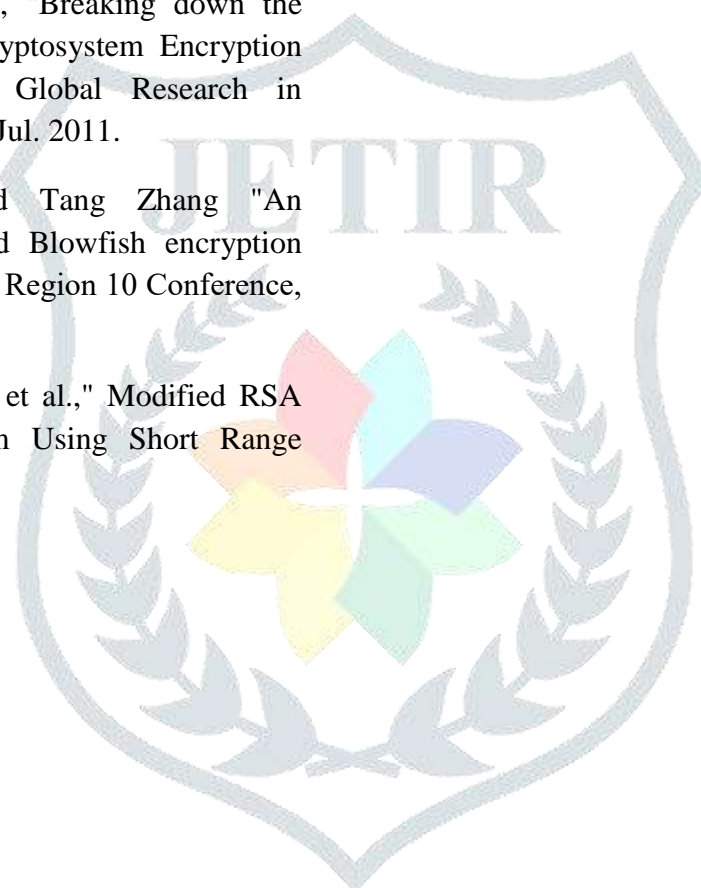 , "Breaking down the
yptosystem Encryption
Global Research in
Jul. 2011.
d Tang Zhang "An
d Blowfish encryption
Region 10 Conference,
et al.," Modified RSA
n Using Short Range
JETIR